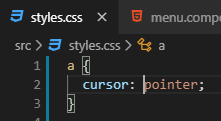 styles.css
menu.compo
src > styles.css > a
1 a {
2 cursor: pointer;
3 }